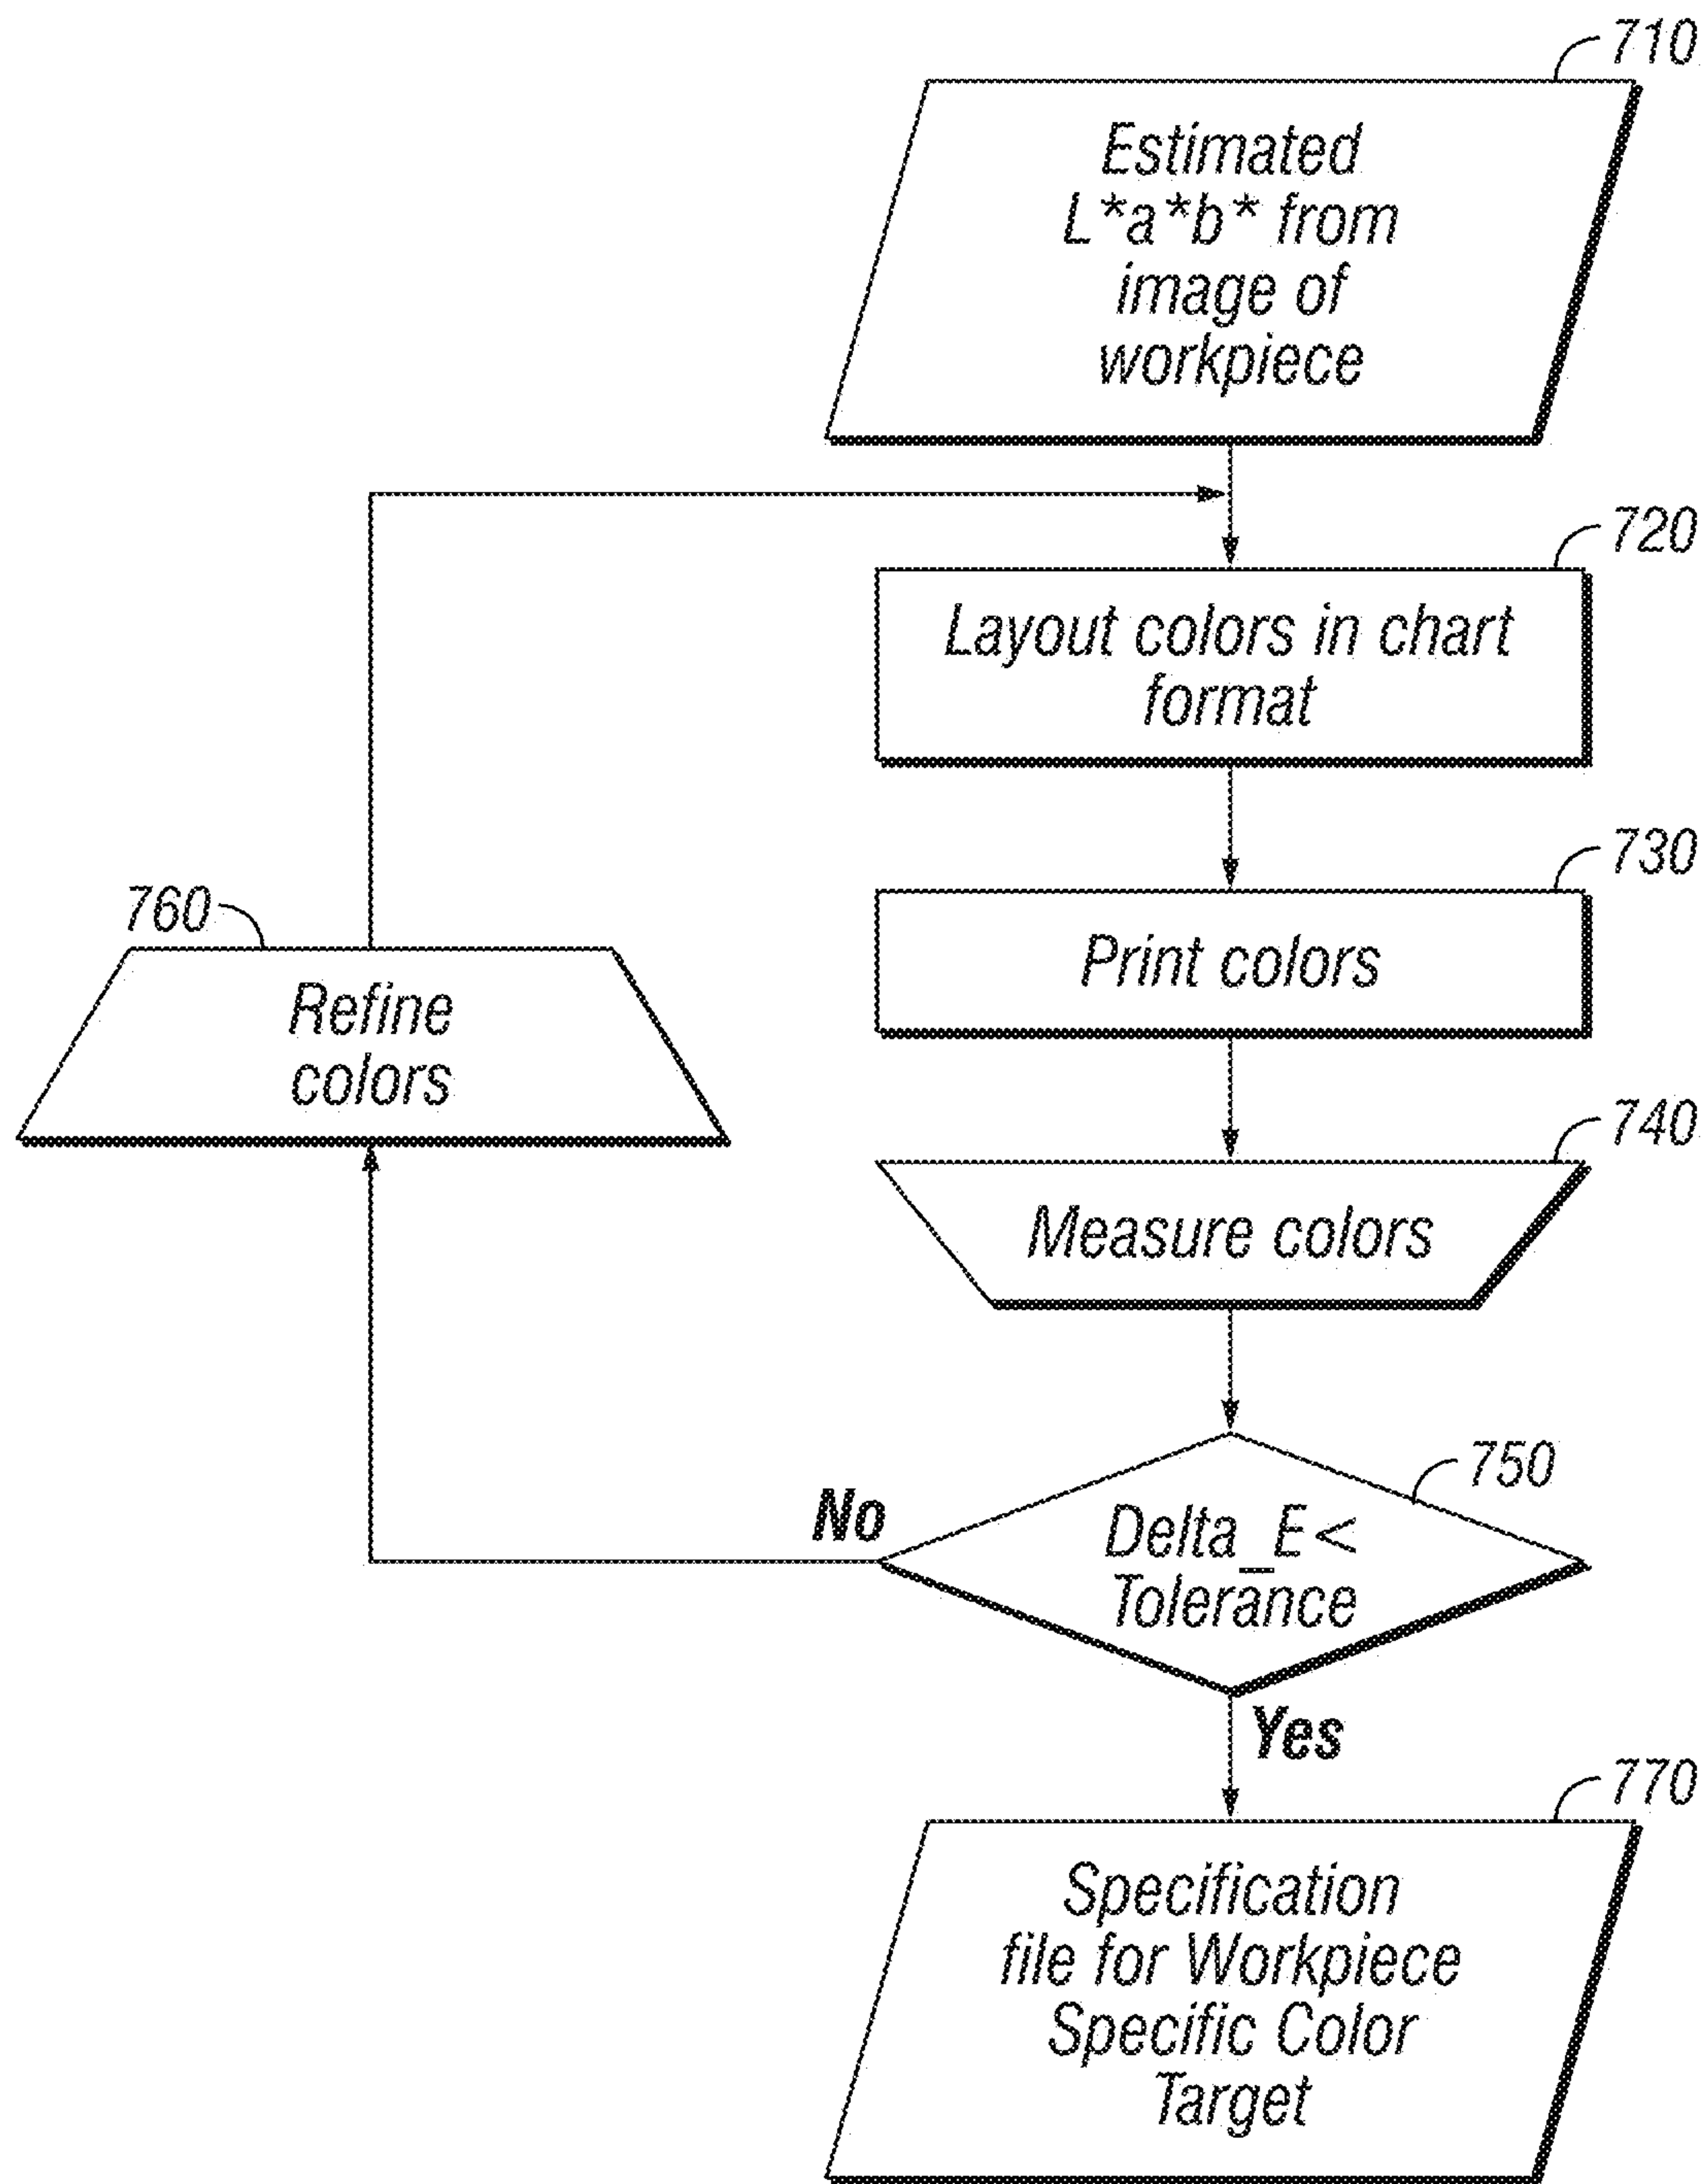 710
Estimated
L*a*b* from
image of
workpiece
720
Layout colors in chart
format
730
Print colors
760
Refine
colors
740
Measure colors
750
No
Delta_E<
Tolerance
Yes
770
Specification
file for Workpiece
Specific Color
Target